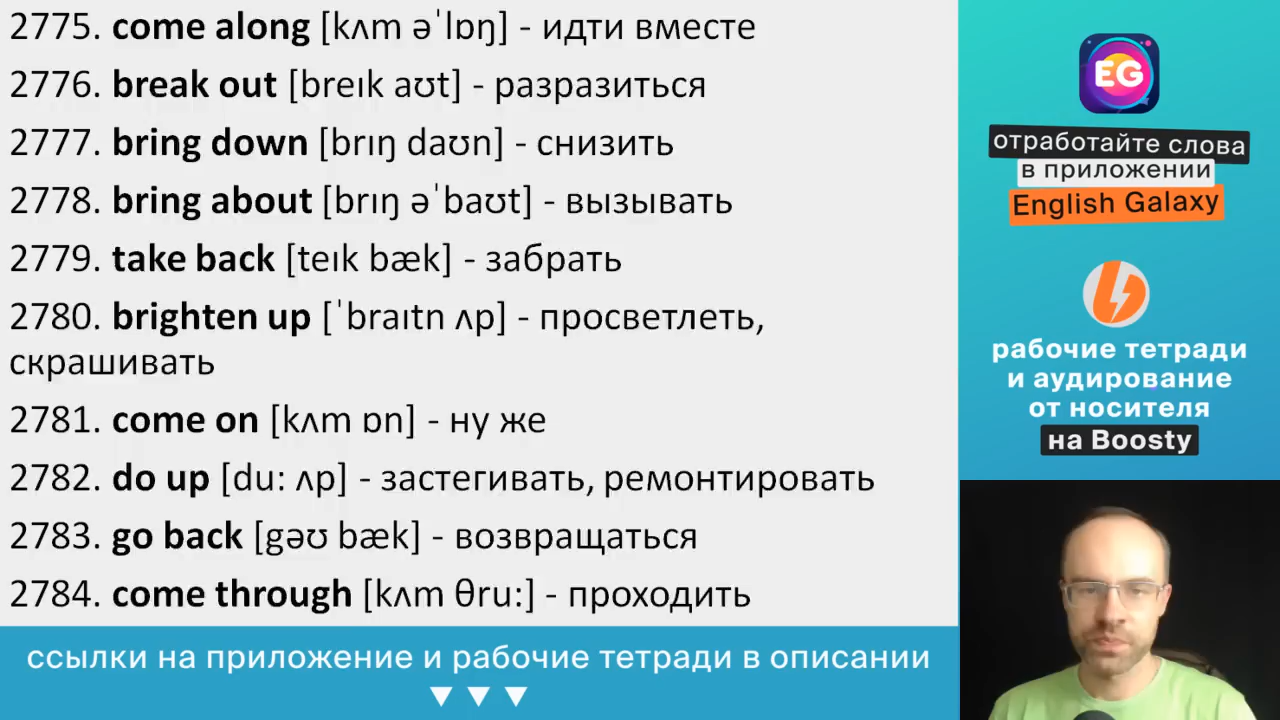 2775. come along [kʌm əˈlɒŋ] - идти вместе
2776. break out [breɪk aʊt] - разразиться
2777. bring down [brɪŋ daʊn] - снизить
2778. bring about [brɪŋ əˈbaʊt] - вызывать
2779. take back [teɪk bæk] - забрать
2780. brighten up [ˈbraɪtn ʌp] - просветлеть,
скрашивать
2781. come on [kʌm ɒn] - ну же
2782. do up [du: ʌp] - застегивать, ремонтировать
2783. go back [gəʊ bæk] - возвращаться
2784. come through [kʌm θru:] - проходить
ссылки на приложение и рабочие тетради в описании
EG
отработайте слова
в приложении
English Galaxy
рабочие тетради
и аудирование
от носителя
на Boosty